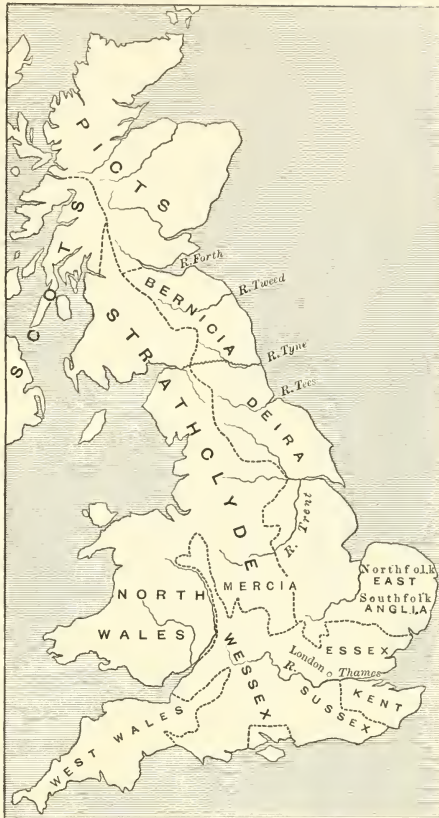 PICTS
SCOTS
R. Forth
R. Tweed
BERNICIA
STRATHCLYDE
R. Tyne
R. Tees
DEIRA
R. Trent
MERCIA
Northfolk
EAST
Southfolk
ANGLIA
NORTH
WALES
ESSEX
London
R. Thames
WESSEX
KENT
SUSSEX
WEST WALES